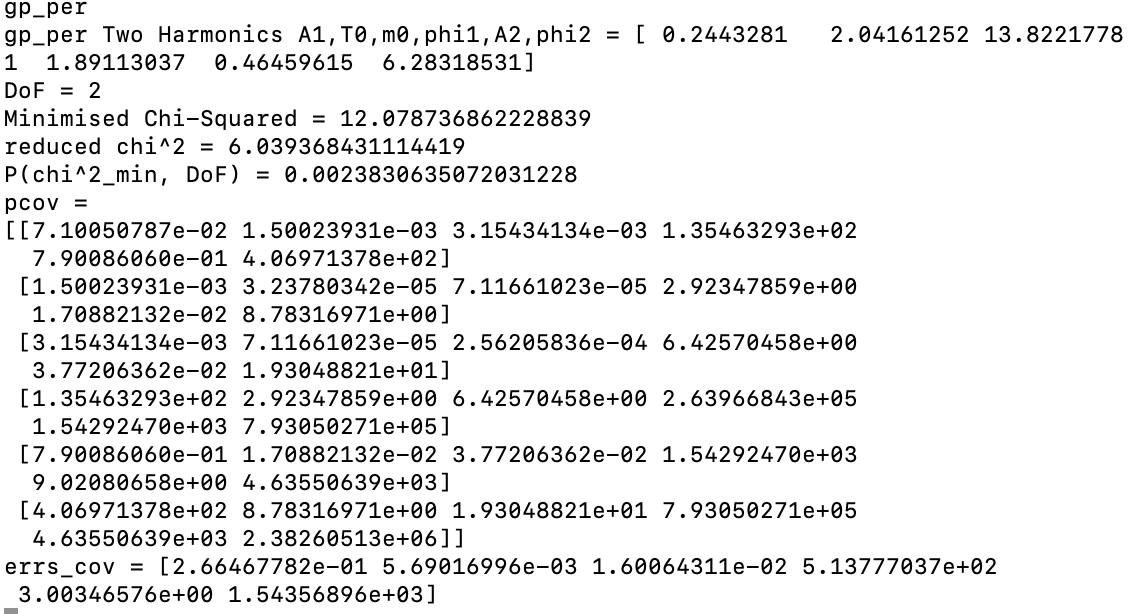 gp_per
gp_per Two Harmonics A1,T0,m0,phi1,A2,phi2 = [ 0.2443281   2.04161252 13.8221778
1  1.89113037  0.46459615  6.28318531]
DoF = 2
Minimised Chi-Squared = 12.078736862228839
reduced chi^2 = 6.039368431114419
P(chi^2_min, DoF) = 0.0023830635072031228
pcov =
[[7.10050787e-02 1.50023931e-03 3.15434134e-03 1.35463293e+02
  7.90086060e-01 4.06971378e+02]
 [1.50023931e-03 3.23780342e-05 7.11661023e-05 2.92347859e+00
  1.70882132e-02 8.78316971e+00]
 [3.15434134e-03 7.11661023e-05 2.56205836e-04 6.42570458e+00
  3.77206362e-02 1.93048821e+01]
 [1.35463293e+02 2.92347859e+00 6.42570458e+00 2.63966843e+05
  1.54292470e+03 7.93050271e+05]
 [7.90086060e-01 1.70882132e-02 3.77206362e-02 1.54292470e+03
  9.02080658e+00 4.63550639e+03]
 [4.06971378e+02 8.78316971e+00 1.93048821e+01 7.93050271e+05
  4.63550639e+03 2.38260513e+06]]
errs_cov = [2.66467782e-01 5.69016996e-03 1.60064311e-02 5.13777037e+02
 3.00346576e+00 1.54356896e+03]